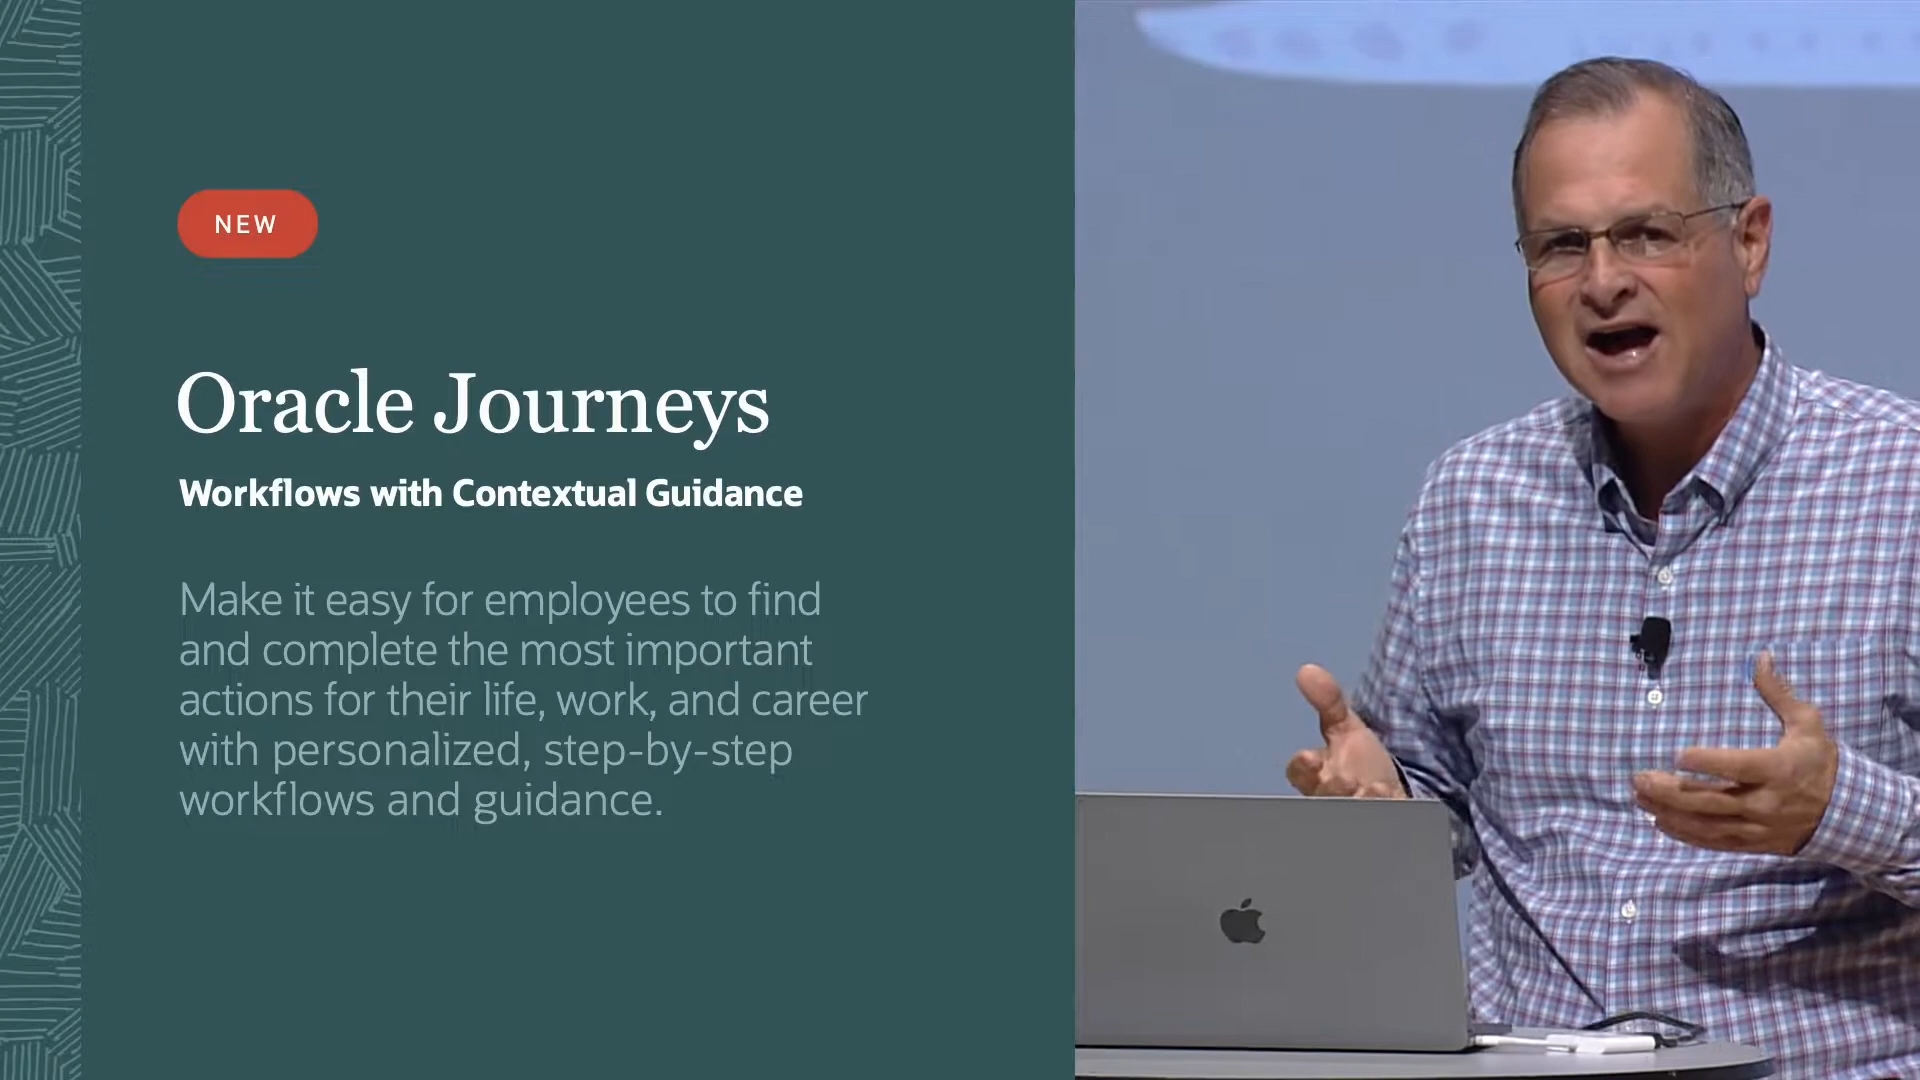 NEW
Oracle Journeys
Workflows with Contextual Guidance
Make it easy for employees to find
and complete the most important
actions for their life, work, and career
with personalized, step-by-step
workflows and guidance.